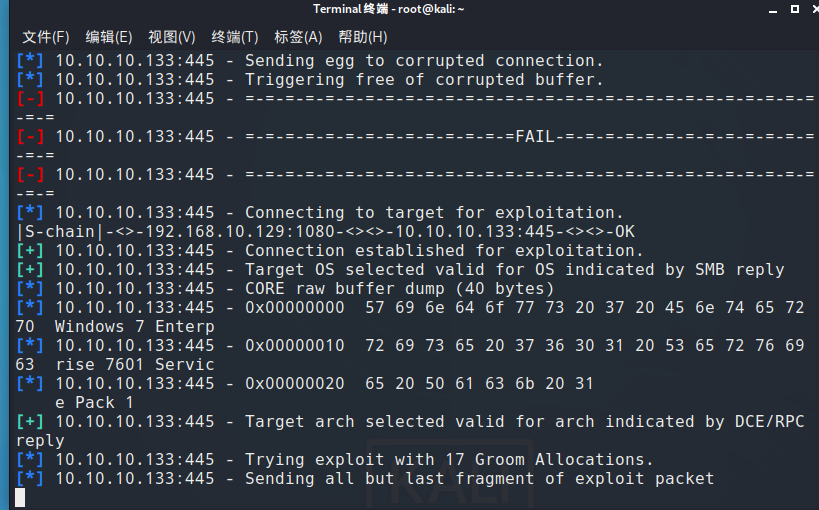 Terminal 终端 - root@kali: ~
文件(F) 编辑(E) 视图(V) 终端(T) 标签(A) 帮助(H)
[*] 10.10.10.133:445 - Sending egg to corrupted connection.
[*] 10.10.10.133:445 - Triggering free of corrupted buffer.
[-] 10.10.10.133:445 - =-=-=-=-=-=-=-=-=-=-=-=-=-=-=-=-=-=-=-=-=-=-=-=-=-=-=-=-=
-=-=
[-] 10.10.10.133:445 - =-=-=-=-=-=-=-=-=-=-=-=-=-=FAIL-=-=-=-=-=-=-=-=-=-=-=-=-=
-=-=
[-] 10.10.10.133:445 - =-=-=-=-=-=-=-=-=-=-=-=-=-=-=-=-=-=-=-=-=-=-=-=-=-=-=-=-=
-=-=
[*] 10.10.10.133:445 - Connecting to target for exploitation.
|S-chain|-<>-192.168.10.129:1080-<><>-10.10.10.133:445-<><>-OK
[+] 10.10.10.133:445 - Connection established for exploitation.
[+] 10.10.10.133:445 - Target OS selected valid for OS indicated by SMB reply
[*] 10.10.10.133:445 - CORE raw buffer dump (40 bytes)
[*] 10.10.10.133:445 - 0x00000000 57 69 6e 64 6f 77 73 20 37 20 45 6e 74 65 72
70 Windows 7 Enterp
[*] 10.10.10.133:445 - 0x00000010 72 69 73 65 20 37 36 30 31 20 53 65 72 76 69
63 rise 7601 Servic
[*] 10.10.10.133:445 - 0x00000020 65 20 50 61 63 6b 20 31
e Pack 1
[+] 10.10.10.133:445 - Target arch selected valid for arch indicated by DCE/RPC
reply
[*] 10.10.10.133:445 - Trying exploit with 17 Groom Allocations.
[*] 10.10.10.133:445 - Sending all but last fragment of exploit packet
KALI